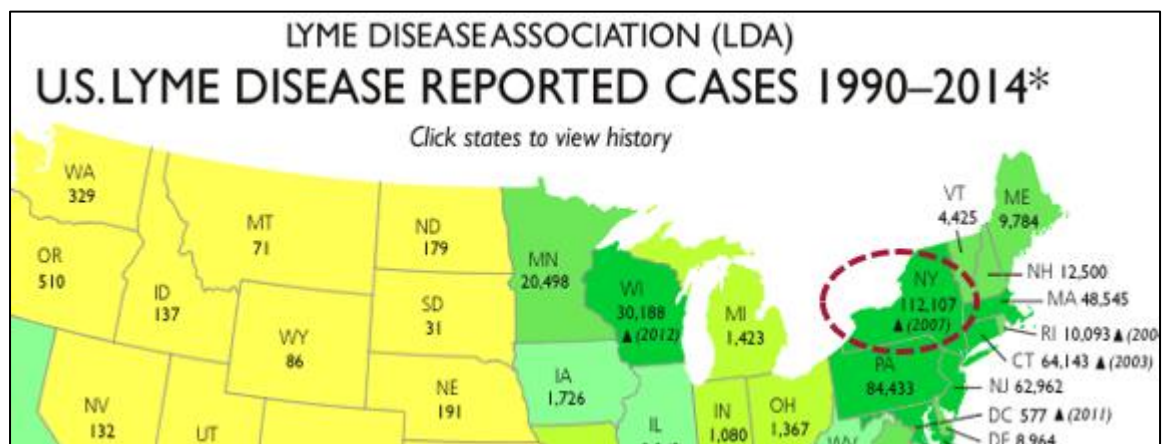 LYME DISEASE ASSOCIATION (LDA)
U.S. LYME DISEASE REPORTED CASES 1990–2014*
Click states to view history
WA
329
MT
71
ND
179
MN
20,498
VT
4,425
ME
9,784
OR
510
ID
137
WY
86
SD
31
WI
30,188
▲ (2012)
MI
1,423
NY
112,107
▲ (2007)
NH 12,500
MA 48,545
RI 10,093 ▲
CT 64,143 ▲ (2003)
NJ 62,962
DC 577 ▲ (2011)
DE 8,964
PA
84,433
NV
132
UT
NE
191
IA
1,726
IL
IN
1,080
OH
1,367
WV